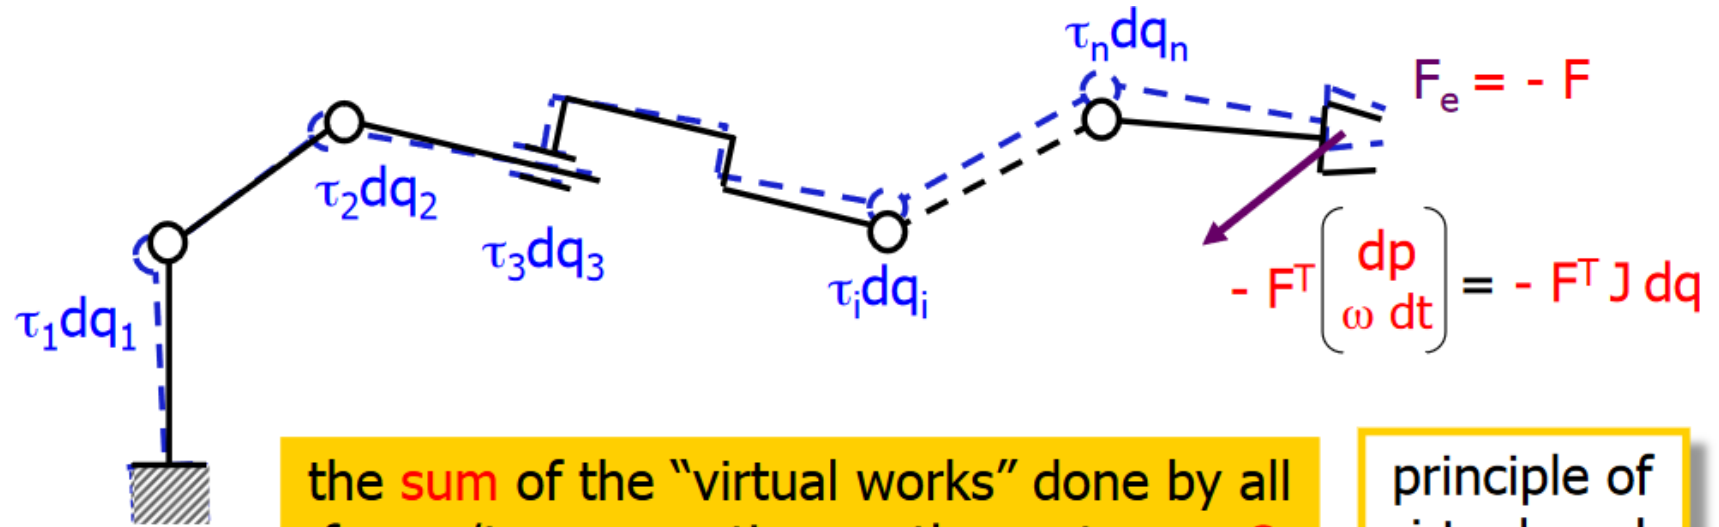 τₙdqₙ
Fₑ = - F
τ₂dq₂
τ₃dq₃
τᵢdqᵢ
- Fᵀ ( dp
ω dt ) = - Fᵀ J dq
τ₁dq₁
the sum of the “virtual works” done by all
principle of